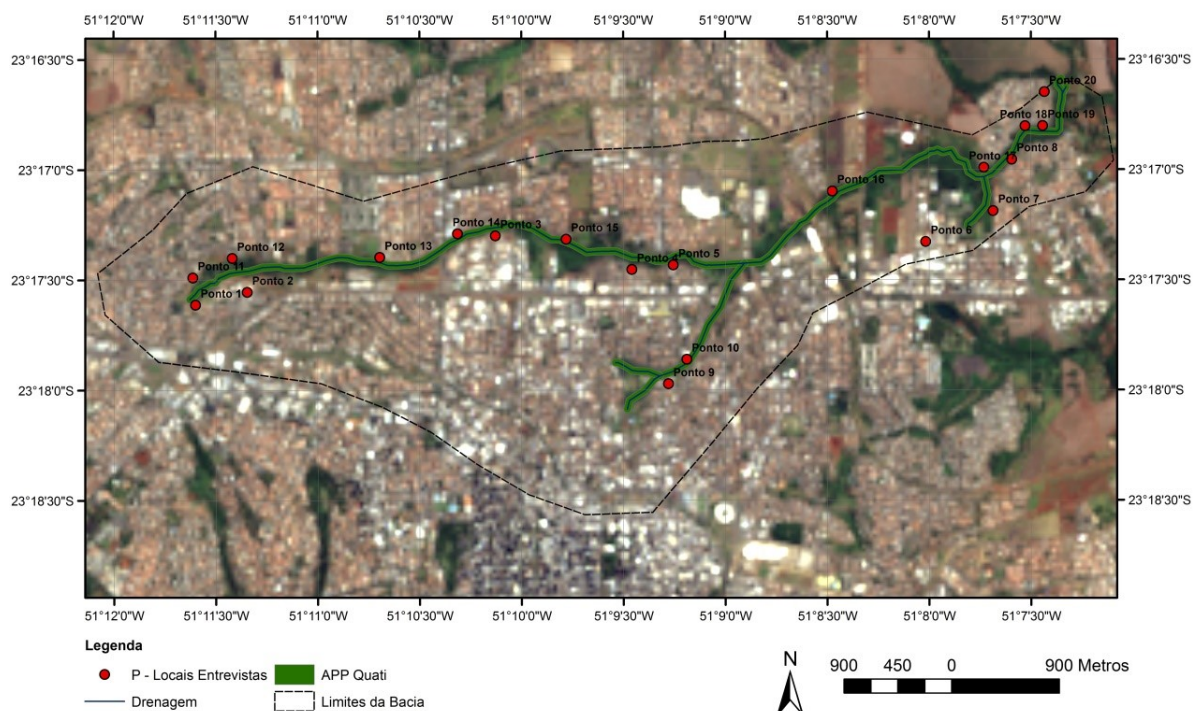 51°12'0"W 51°11'30"W 51°11'0"W 51°10'30"W 51°10'0"W 51°9'30"W 51°9'0"W 51°8'30"W 51°8'0"W 51°7'30"W
23°16'30"S 23°16'30"S
Ponto 20
Ponto 18 Ponto 19
23°17'0"S 23°17'0"S
Ponto 8
Ponto 16
Ponto 7
Ponto 14 Ponto 3 Ponto 15
Ponto 6
Ponto 12 Ponto 13 Ponto 5
Ponto 11 Ponto 2
23°17'30"S 23°17'30"S
Ponto 1
Ponto 10
Ponto 9
23°18'0"S 23°18'0"S
23°18'30"S 23°18'30"S
51°12'0"W 51°11'30"W 51°11'0"W 51°10'30"W 51°10'0"W 51°9'30"W 51°9'0"W 51°8'30"W 51°8'0"W 51°7'30"W
Legenda
P - Locais Entrevistas APP Quati
Drenagem Limites da Bacia
N
900 450 0 900 Metros